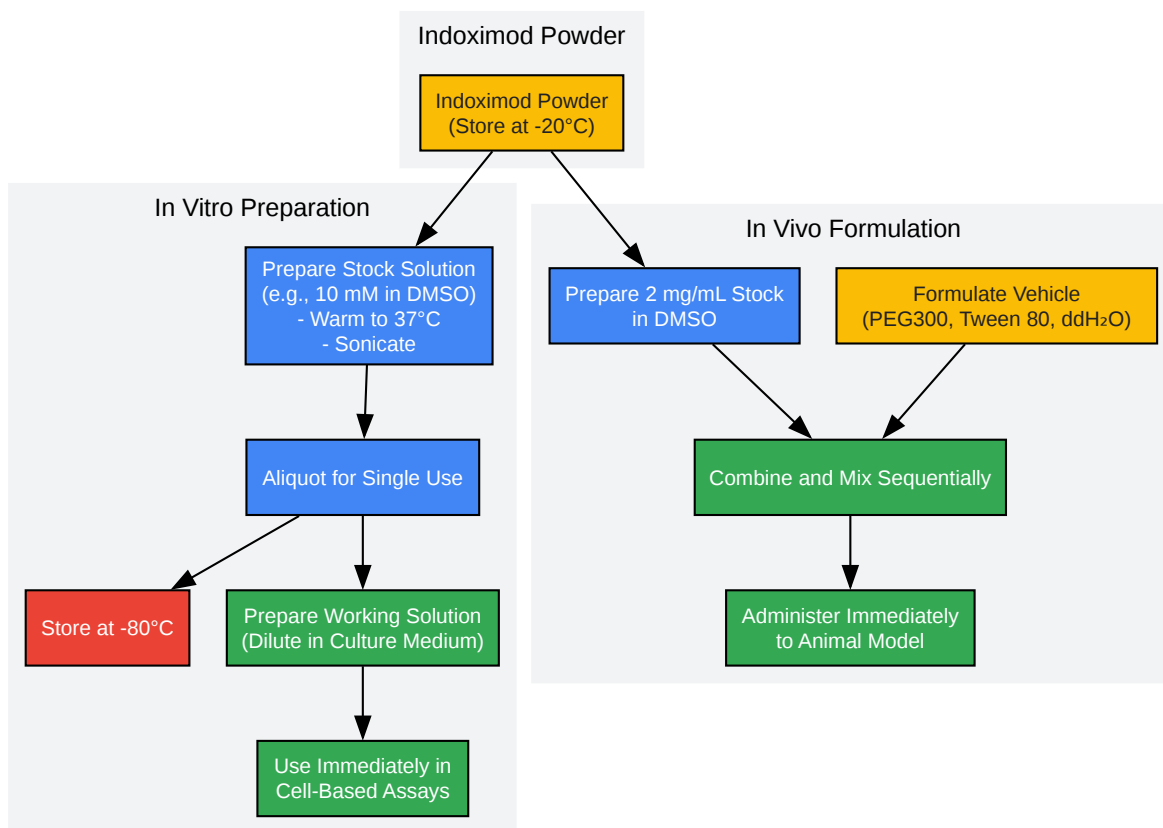 Indoximod Powder
Indoximod Powder
(Store at -20°C)
In Vitro Preparation
Prepare Stock Solution
(e.g., 10 mM in DMSO)
- Warm to 37°C
- Sonicate
Aliquot for Single Use
Store at -80°C
Prepare Working Solution
(Dilute in Culture Medium)
Use Immediately in
Cell-Based Assays
In Vivo Formulation
Prepare 2 mg/mL Stock
in DMSO
Formulate Vehicle
(PEG300, Tween 80, ddH₂O)
Combine and Mix Sequentially
Administer Immediately
to Animal Model